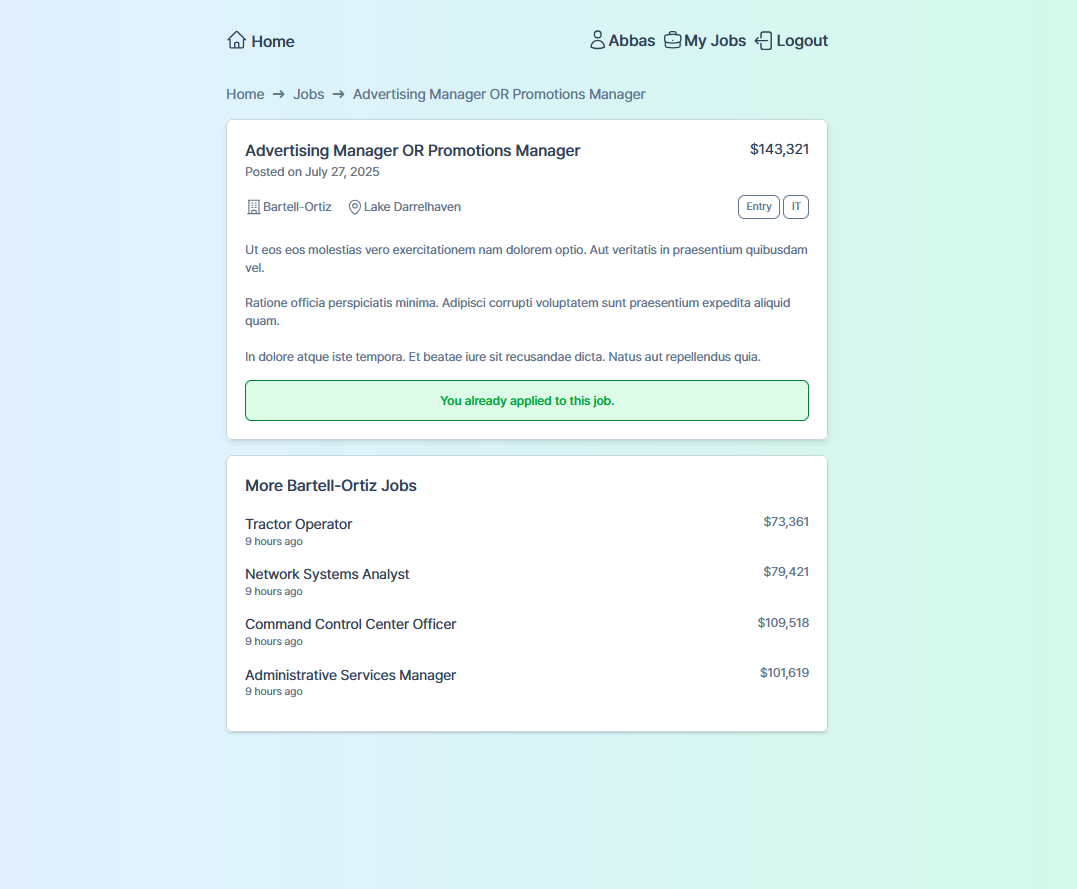 Home
Abbas My Jobs Logout
Home → Jobs → Advertising Manager OR Promotions Manager
Advertising Manager OR Promotions Manager $143,321
Posted on July 27, 2025
Bartell-Ortiz Lake Darrelhaven Entry IT
Ut eos eos molestias vero exercitationem nam dolorem optio. Aut veritatis in praesentium quibusdam
vel.
Ratione officia perspiciatis minima. Adipisci corrupti voluptatem sunt praesentium expedita aliquid
quam.
In dolore atque iste tempora. Et beatae iure sit recusandae dicta. Natus aut repellendus quia.
You already applied to this job.
More Bartell-Ortiz Jobs
Tractor Operator $73,361
9 hours ago
Network Systems Analyst $79,421
9 hours ago
Command Control Center Officer $109,518
9 hours ago
Administrative Services Manager $101,619
9 hours ago